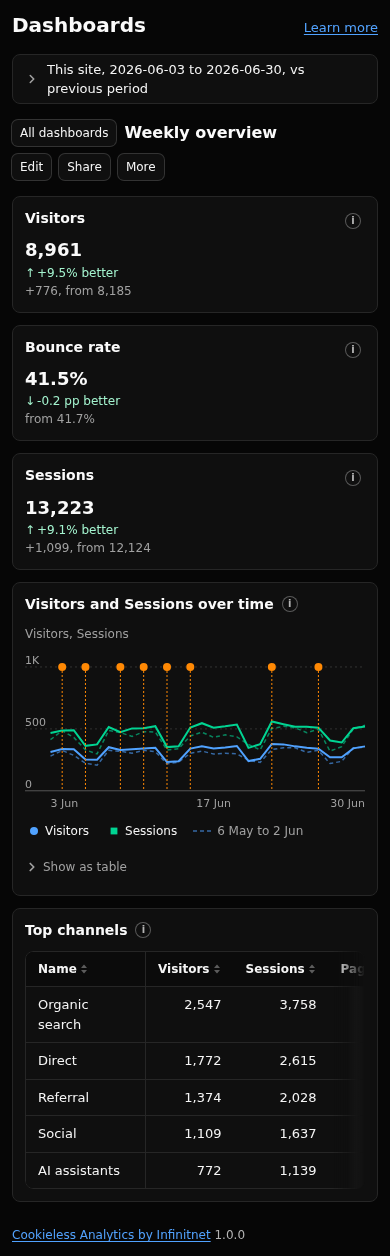 Dashboards
Learn more
This site, 2026-06-03 to 2026-06-30, vs
previous period
All dashboards
Weekly overview
Edit
Share
More
Visitors
i
8,961
↑ +9.5% better
+776, from 8,185
Bounce rate
i
41.5%
↓ -0.2 pp better
from 41.7%
Sessions
i
13,223
↑ +9.1% better
+1,099, from 12,124
Visitors and Sessions over time i
Visitors, Sessions
1K
500
0
3 Jun 17 Jun 30 Jun
Visitors Sessions 6 May to 2 Jun
Show as table
Top channels i
Name Visitors Sessions
Organic
search 2,547 3,758
Direct 1,772 2,615
Referral 1,374 2,028
Social 1,109 1,637
AI assistants 772 1,139
Cookieless Analytics by Infinitnet 1.0.0